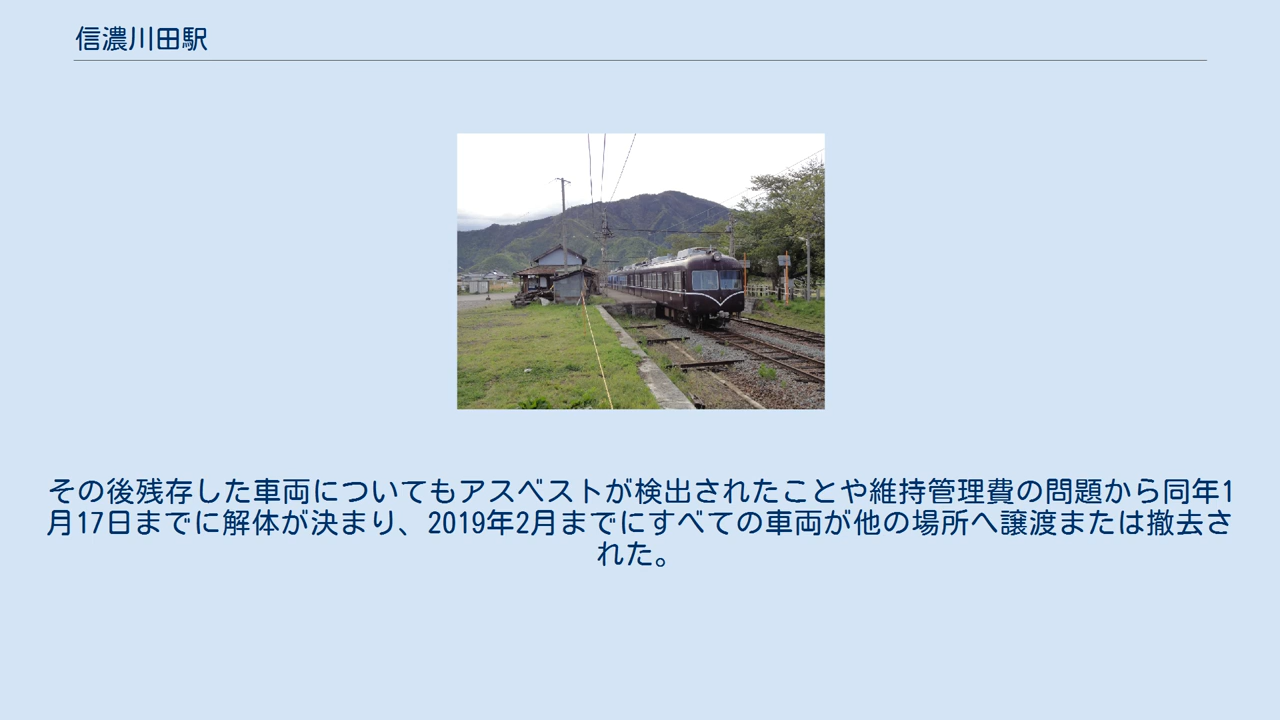 信濃川田駅
その後残存した車両についてもアスベストが検出されたことや維持管理費の問題から同年1
月17日までに解体が決まり、2019年2月までにすべての車両が他の場所へ譲渡または撤去さ
れた。